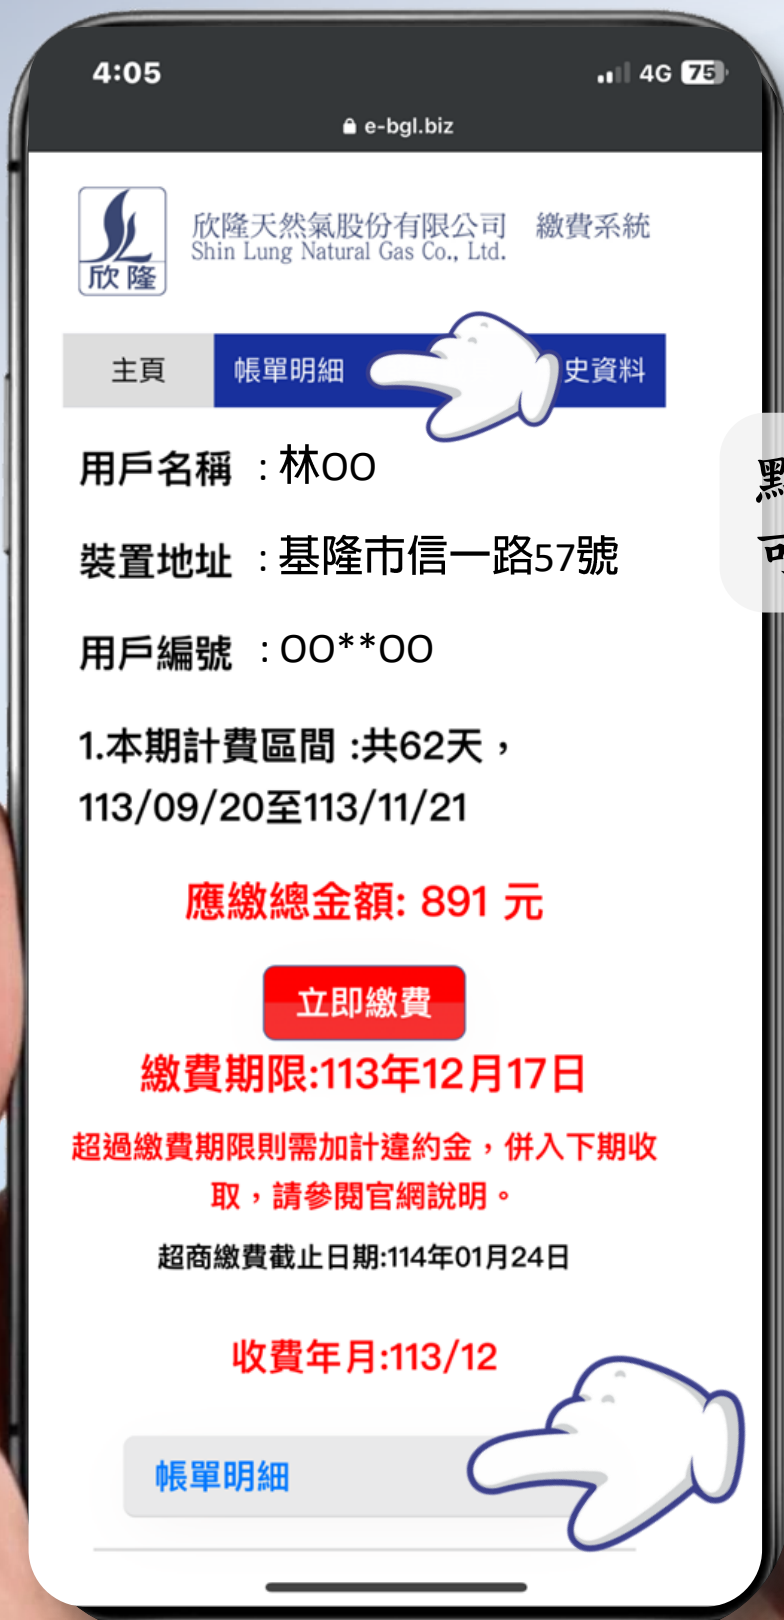 4:05
4G 75
e-bgl.biz
欣隆天然氣股份有限公司 繳費系統
Shin Lung Natural Gas Co., Ltd.
欣隆
主頁 帳單明細 史資料
用戶名稱 : 林OO
裝置地址 : 基隆市信一路57號
用戶編號 : OO**OO
1.本期計費區間 :共62天，
113/09/20至113/11/21
應繳總金額: 891 元
立即繳費
繳費期限:113年12月17日
超過繳費期限則需加計違約金，併入下期收
取，請參閱官網說明。
超商繳費截止日期:114年01月24日
收費年月:113/12
帳單明細